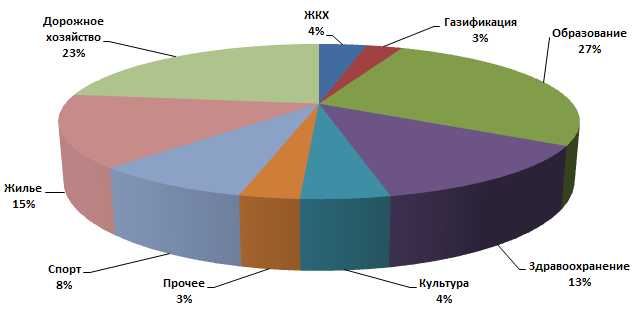 ЖКХ
4%
Газификация
3%
Образование
27%
Здравоохранение
13%
Культура
4%
Прочее
3%
Спорт
8%
Жилье
15%
Дорожное
хозяйство
23%